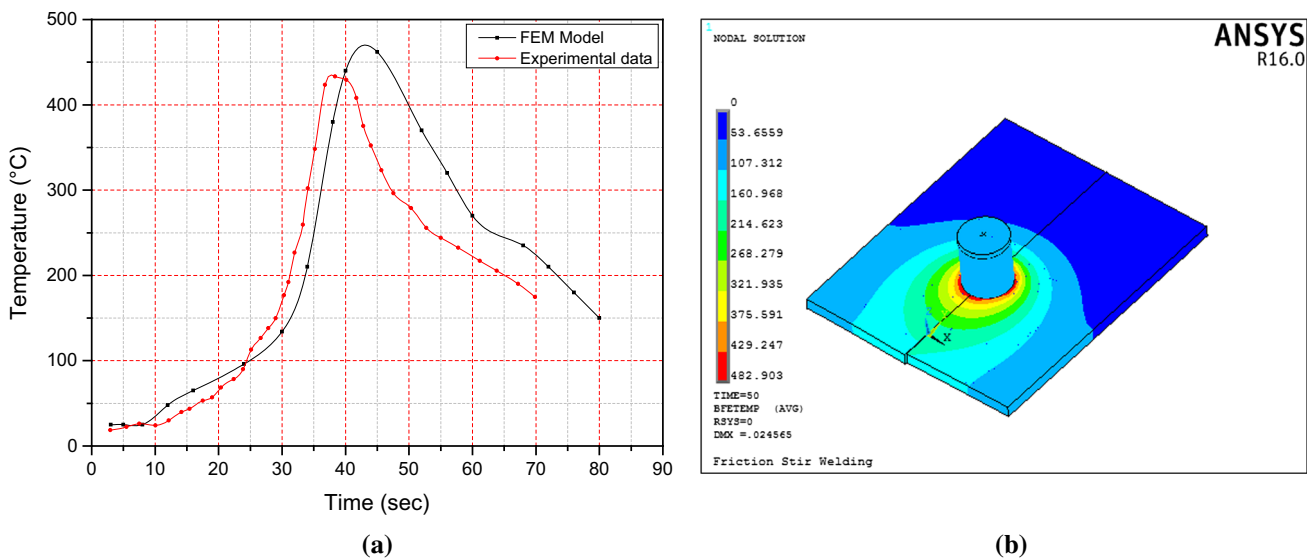 500
400
300
200
100
0
Temperature (°C)
FEM Model
Experimental data
0 10 20 30 40 50 60 70 80 90
Time (sec)
(a)
1
NODAL SOLUTION
ANSYS
R16.0
0
53.6559
107.312
160.968
214.623
268.279
321.935
375.591
429.247
482.903
X
TIME=50
BFETEMP (AVG)
RSYS=0
DMX =.024565
Friction Stir Welding
(b)